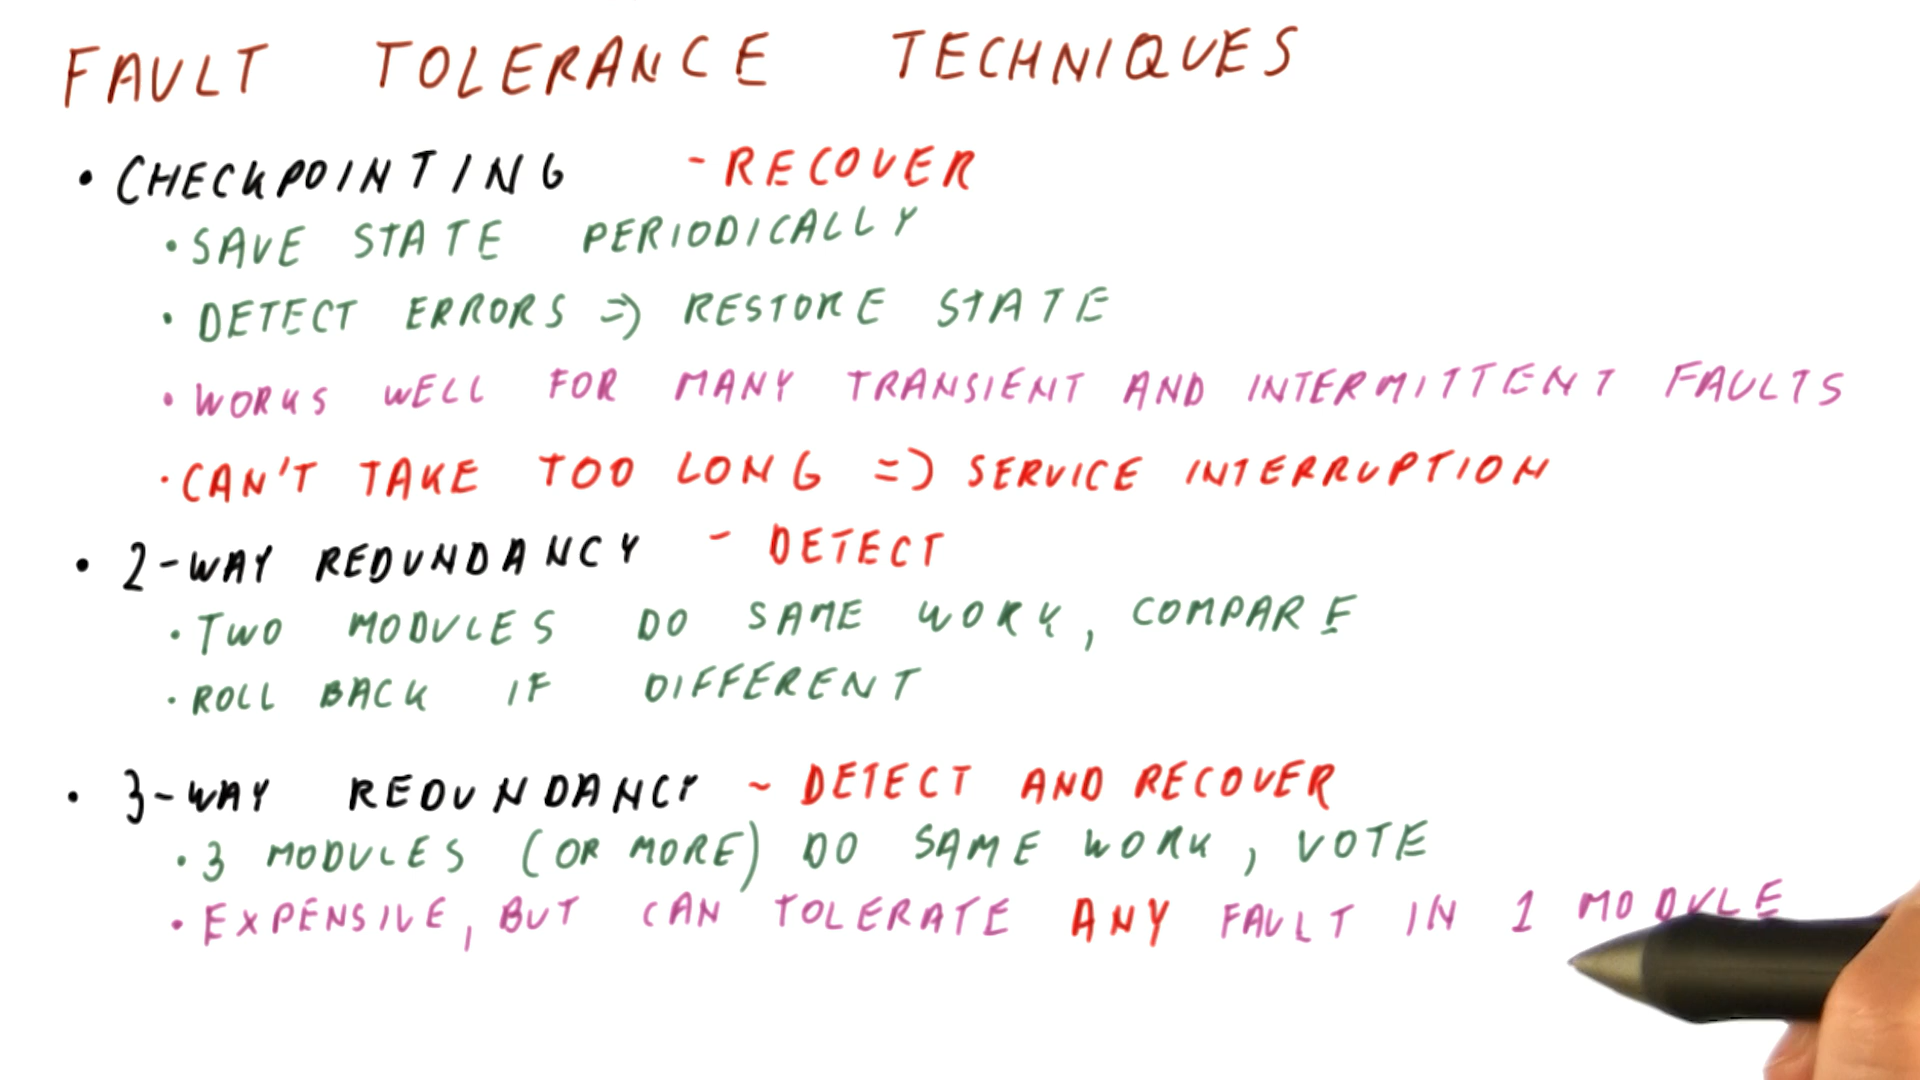 FAULT TOLERANCE TECHNIQUES
• CHECKPOINTING - RECOVER
• SAVE STATE PERIODICALLY
• DETECT ERRORS => RESTORE STATE
• WORKS WELL FOR MANY TRANSIENT AND INTERMITTENT FAULTS
• CAN'T TAKE TOO LONG => SERVICE INTERRUPTION
• 2-WAY REDUNDANCY - DETECT
• TWO MODULES DO SAME WORK, COMPARE
• ROLL BACK IF DIFFERENT
• 3-WAY REDUNDANCY ~ DETECT AND RECOVER
• 3 MODULES (OR MORE) DO SAME WORK, VOTE
• EXPENSIVE, BUT CAN TOLERATE ANY FAULT IN 1 MODULE